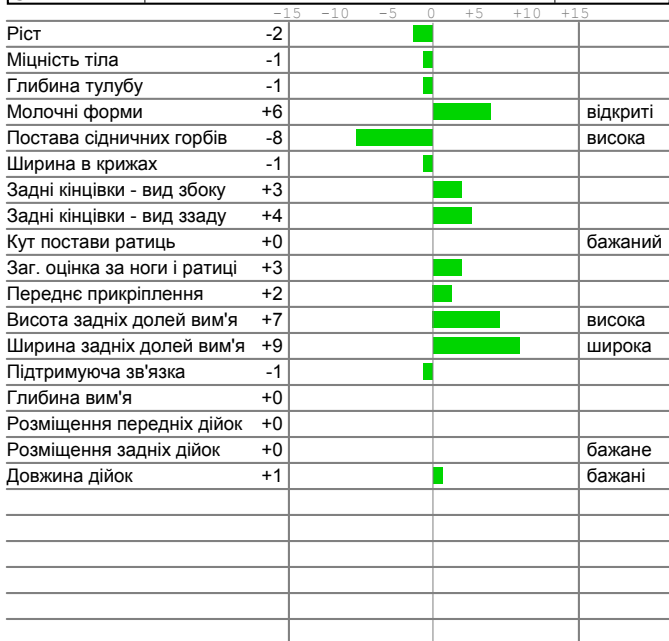 -15 -10 -5 0 +5 +10 +15
Ріст -2
Міцність тіла -1
Глибина тулубу -1
Молочні форми +6 відкриті
Постава сідничних горбів -8 висока
Ширина в крижах -1
Задні кінцівки - вид збоку +3
Задні кінцівки - вид ззаду +4
Кут постави ратиць +0 бажаний
Заг. оцінка за ноги і ратиці +3
Переднє прикріплення +2
Висота задніх долей вим'я +7 висока
Ширина задніх долей вим'я +9 широка
Підтримуюча зв'язка -1
Глибина вим'я +0
Розміщення передніх дійок +0
Розміщення задніх дійок +0 бажане
Довжина дійок +1 бажані